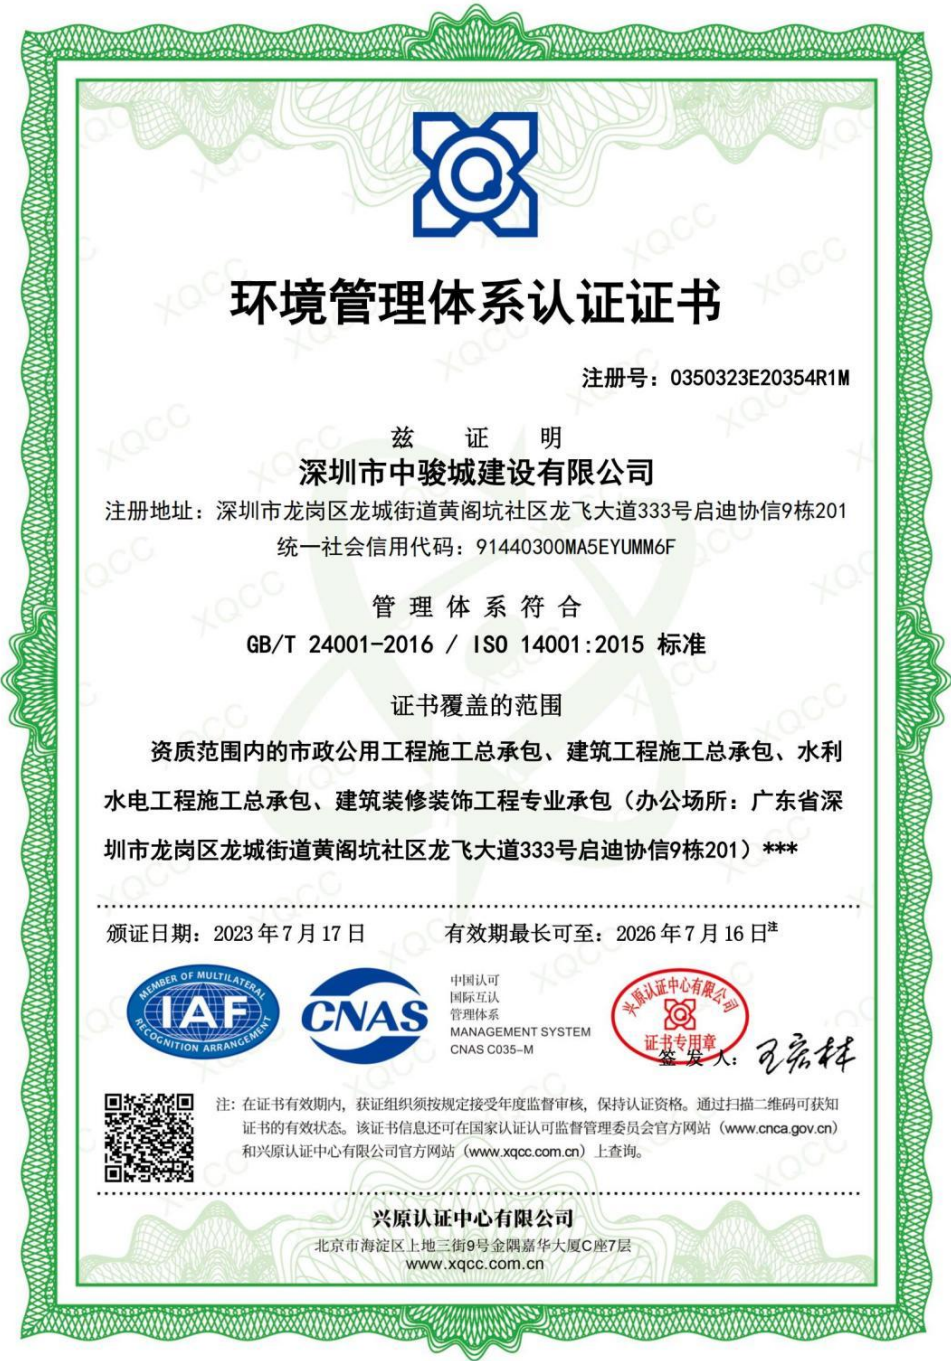 环境管理体系认证证书
注册号：0350323E20354R1M
兹 证 明
深圳市中骏城建设有限公司
注册地址：深圳市龙岗区龙城街道黄阁坑社区龙飞大道333号启迪协信9栋201
统一社会信用代码：91440300MA5EYUMM6F
管 理 体 系 符 合
GB/T 24001-2016 / ISO 14001:2015 标准
证书覆盖的范围
资质范围内的市政公用工程施工总承包、建筑工程施工总承包、水利
水电工程施工总承包、建筑装修装饰工程专业承包（办公场所：广东省深
圳市龙岗区龙城街道黄阁坑社区龙飞大道333号启迪协信9栋201）***
颁证日期：2023 年 7 月 17 日 有效期最长可至：2026 年 7 月 16 日注
MEMBER OF MULTILATERAL
IAF
RECOGNITION ARRANGEMENT
CNAS
中国认可
国际互认
管理体系
MANAGEMENT SYSTEM
CNAS C035-M
兴原认证中心有限公司
证书专用章
签 发 人：王宏林
注：在证书有效期内，获证组织须按规定接受年度监督审核，保持认证资格。通过扫描二维码可获知
证书的有效状态。该证书信息还可在国家认证认可监督管理委员会官方网站（www.cnca.gov.cn）
和兴原认证中心有限公司官方网站（www.xqcc.com.cn）上查询。
兴原认证中心有限公司
北京市海淀区上地三街9号金隅嘉华大厦C座7层
www.xqcc.com.cn